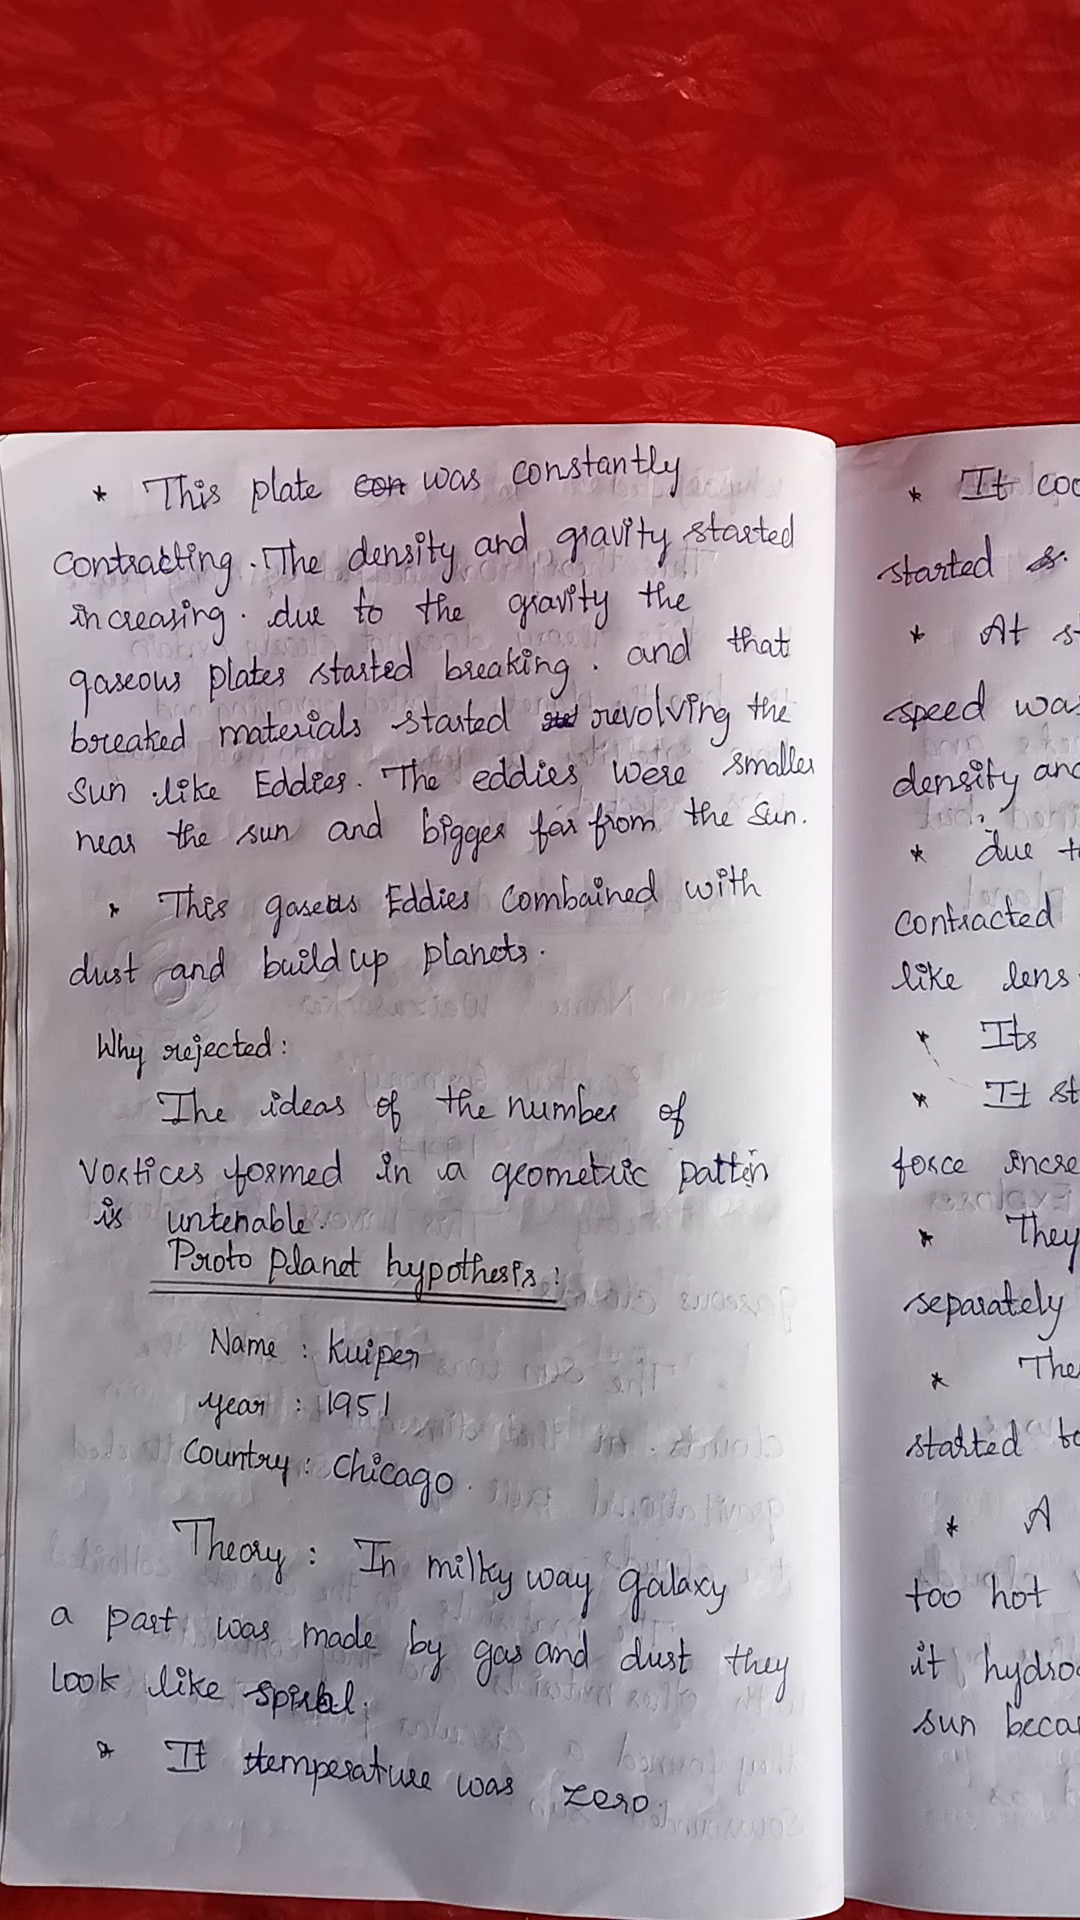 * This plate con was constantly
contracting. The density and gravity started
increasing. due to the gravity the
gaseous plates started breaking. and that
breaked materials started revolving the
Sun like Eddies. The eddies were smaller
near the sun and bigger far from the Sun.
* This gaseous Eddies Combained with
dust and build up planets.
Why rejected:
The ideas of the number of
Vortices formed in a geometric pattin
is untenable.
Proto planet hypothesis:
Name : Kuiper
year : 1951
Country : Chicago.
Theory : In milky way galaxy
a part was made by gas and dust they
look like spiral.
* It temperature was zero.
* It
started
* At
speed was
density and
* due
contracted
like lens
* Its
* It
force
* They
separately
*
started
* A
too hot
it
sun